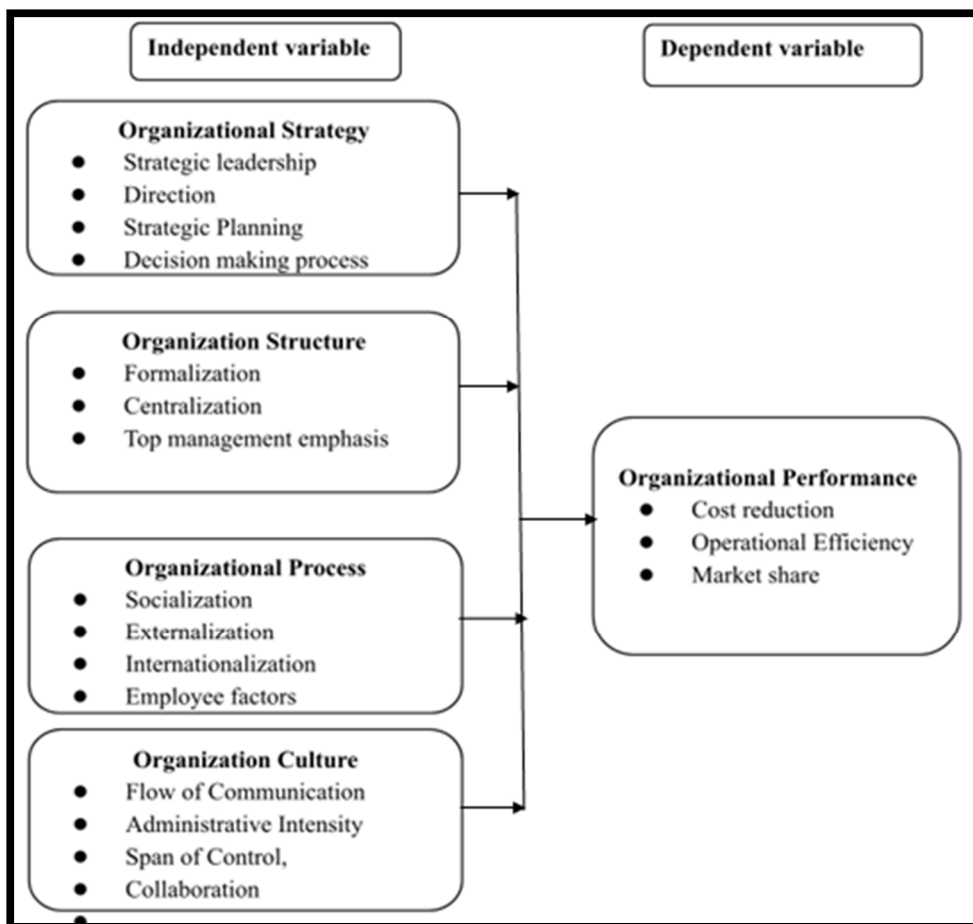 Independent variable
Dependent variable
Organizational Strategy
● Strategic leadership
● Direction
● Strategic Planning
● Decision making process
Organization Structure
● Formalization
● Centralization
● Top management emphasis
Organizational Process
● Socialization
● Externalization
● Internationalization
● Employee factors
Organization Culture
● Flow of Communication
● Administrative Intensity
● Span of Control,
● Collaboration
●
Organizational Performance
● Cost reduction
● Operational Efficiency
● Market share